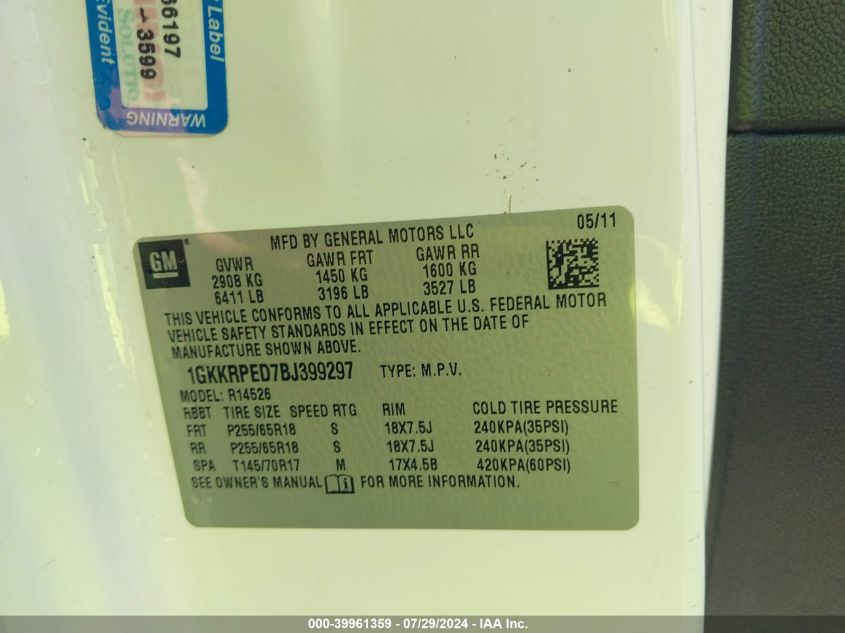 66197
- 3599
SOLUTIO
Label
Evident
WARNING
GM
MFD BY GENERAL MOTORS LLC 05/11
GVWR GAWR FRT GAWR RR
2908 KG 1450 KG 1600 KG
6411 LB 3196 LB 3527 LB
THIS VEHICLE CONFORMS TO ALL APPLICABLE U.S. FEDERAL MOTOR
VEHICLE SAFETY STANDARDS IN EFFECT ON THE DATE OF
MANUFACTURE SHOWN ABOVE.
1GKKRPED7BJ399297 TYPE: M.P.V.
MODEL: R14526
RBBT TIRE SIZE SPEED RTG RIM COLD TIRE PRESSURE
FRT P255/65R18 S 18X7.5J 240KPA(35PSI)
RR P255/65R18 S 18X7.5J 240KPA(35PSI)
SPA T145/70R17 M 17X4.5B 420KPA(60PSI)
SEE OWNER'S MANUAL FOR MORE INFORMATION.
000-39961359 - 07/29/2024 - IAA Inc.